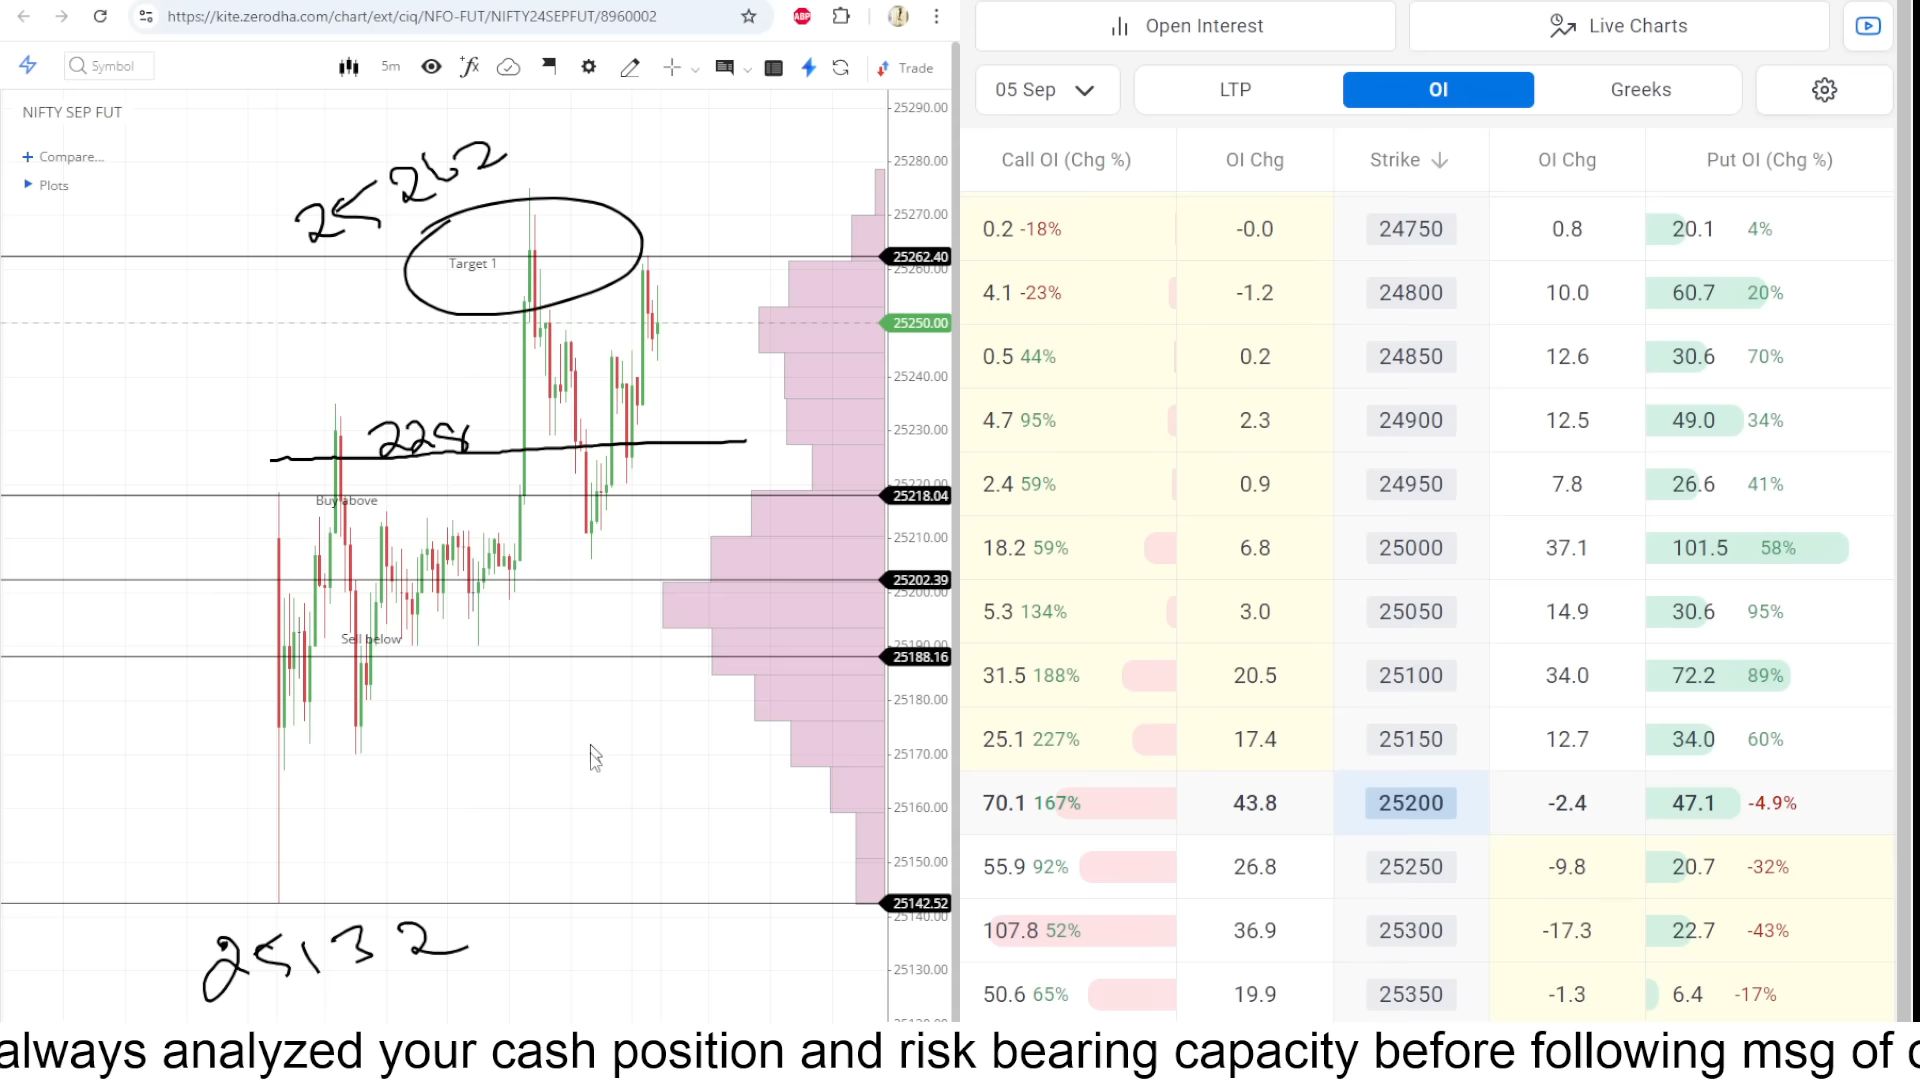 https://kite.zerodha.com/chart/ext/ciq/NFO-FUT/NIFTY24SEPFUT/8960002
ABP
Symbol
5m
Trade
NIFTY SEP FUT
Compare...
Plots
25262
Target 1
Buy above
Sell below
25132
25290.00
25280.00
25270.00
25262.40
25260.00
25250.00
25240.00
25230.00
25220.00
25218.04
25202.39
25200.00
25190.00
25188.16
25180.00
25170.00
25160.00
25150.00
25142.52
25140.00
25130.00
Open Interest Live Charts
05 Sep LTP OI Greeks
Call OI (Chg %) OI Chg Strike OI Chg Put OI (Chg %)
0.2 -18% -0.0 24750 0.8 20.1 4%
4.1 -23% -1.2 24800 10.0 60.7 20%
0.5 44% 0.2 24850 12.6 30.6 70%
4.7 95% 2.3 24900 12.5 49.0 34%
2.4 59% 0.9 24950 7.8 26.6 41%
18.2 59% 6.8 25000 37.1 101.5 58%
5.3 134% 3.0 25050 14.9 30.6 95%
31.5 188% 20.5 25100 34.0 72.2 89%
25.1 227% 17.4 25150 12.7 34.0 60%
70.1 167% 43.8 25200 -2.4 47.1 -4.9%
55.9 92% 26.8 25250 -9.8 20.7 -32%
107.8 52% 36.9 25300 -17.3 22.7 -43%
50.6 65% 19.9 25350 -1.3 6.4 -17%
always analyzed your cash position and risk bearing capacity before following msg of